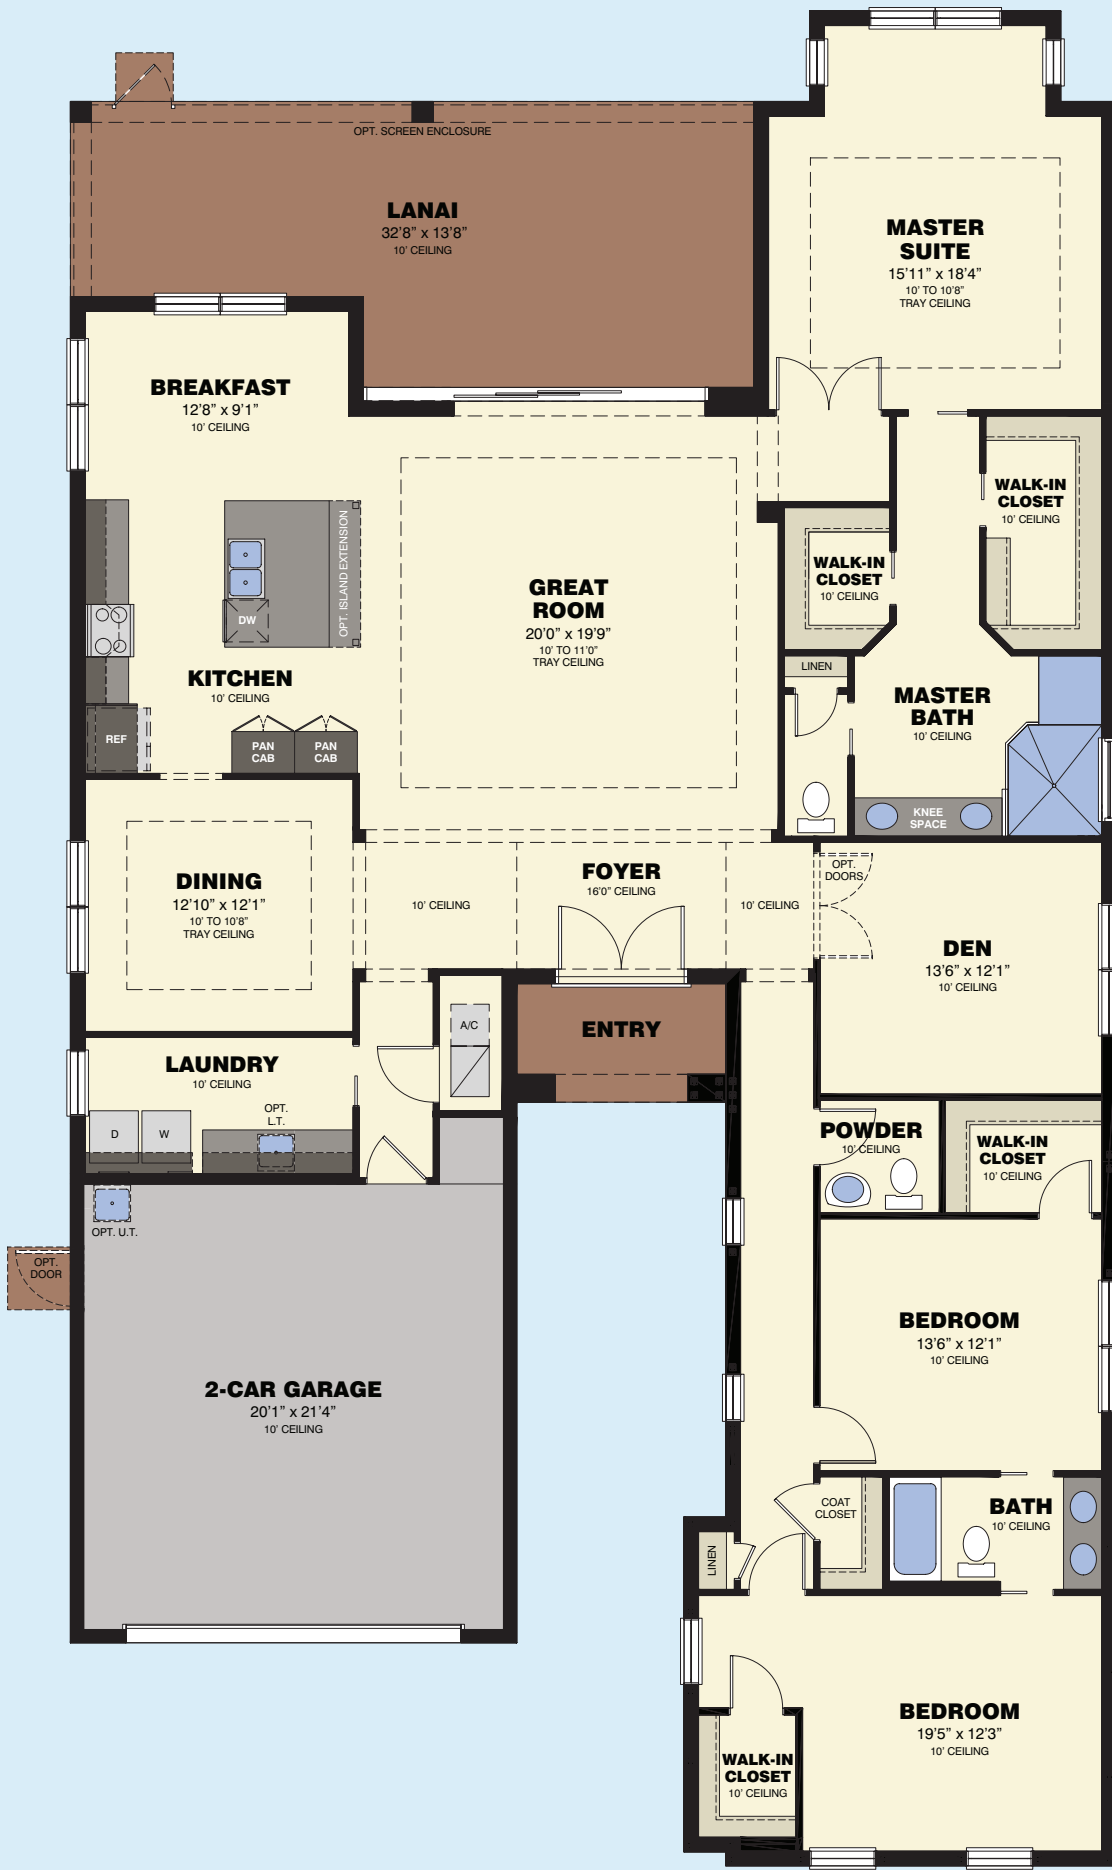 OPT. SCREEN ENCLOSURE
LANAI
32'8" x 13'8"
10' CEILING
MASTER
SUITE
15'11" x 18'4"
10' TO 10'8"
TRAY CEILING
BREAKFAST
12'8" x 9'1"
10' CEILING
WALK-IN
CLOSET
10' CEILING
WALK-IN
CLOSET
10' CEILING
GREAT
ROOM
20'0" x 19'9"
10' TO 11'0"
TRAY CEILING
OPT. ISLAND EXTENSION
DW
KITCHEN
10' CEILING
LINEN
MASTER
BATH
10' CEILING
REF
PAN
CAB
PAN
CAB
KNEE
SPACE
DINING
12'10" x 12'1"
10' TO 10'8"
TRAY CEILING
10' CEILING
FOYER
16'0" CEILING
10' CEILING
OPT.
DOORS
DEN
13'6" x 12'1"
10' CEILING
A/C
ENTRY
LAUNDRY
10' CEILING
OPT.
L.T.
D
W
POWDER
10' CEILING
WALK-IN
CLOSET
10' CEILING
OPT. U.T.
OPT.
DOOR
BEDROOM
13'6" x 12'1"
10' CEILING
2-CAR GARAGE
20'1" x 21'4"
10' CEILING
COAT
CLOSET
BATH
10' CEILING
LINEN
BEDROOM
19'5" x 12'3"
10' CEILING
WALK-IN
CLOSET
10' CEILING